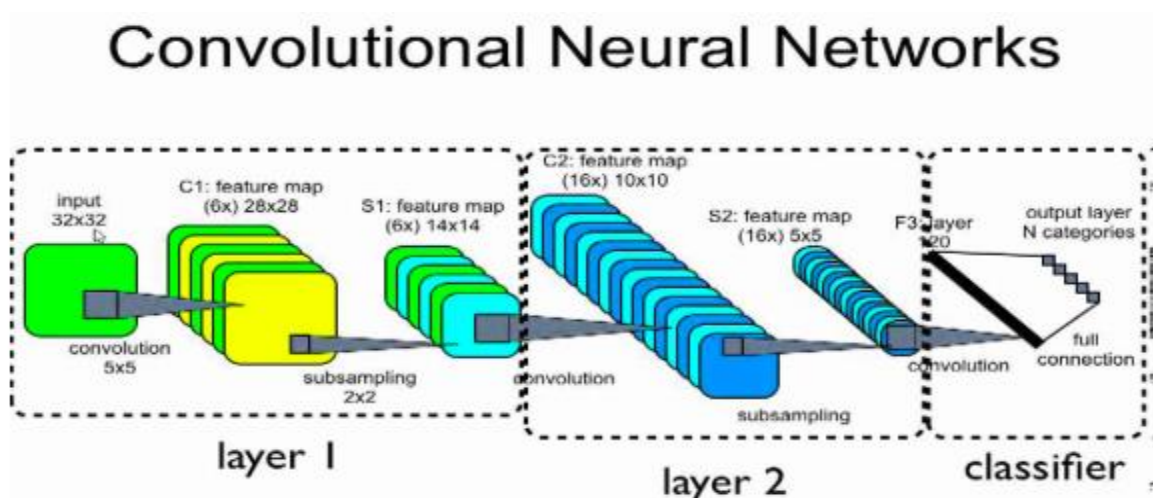 Convolutional Neural Networks
input
32x32
C1: feature map
(6x) 28x28
S1: feature map
(6x) 14x14
C2: feature map
(16x) 10x10
S2: feature map
(16x) 5x5
F3: layer
120
output layer
N categories
convolution
5x5
subsampling
2x2
convolution
subsampling
convolution
full
connection
layer 1
layer 2
classifier